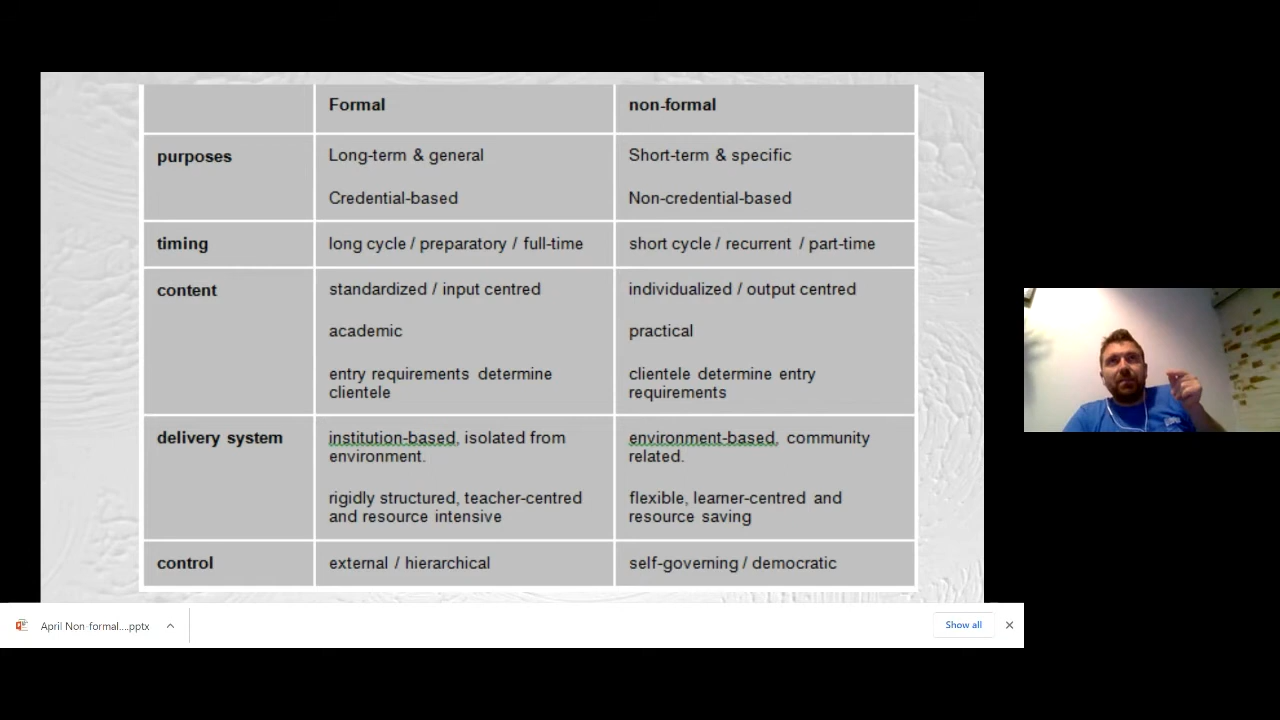 Formal
non-formal
purposes
Long-term & general
Short-term & specific
Credential-based
Non-credential-based
timing
long cycle / preparatory / full-time
short cycle / recurrent / part-time
content
standardized / input centred
individualized / output centred
academic
practical
entry requirements determine
clientele
clientele determine entry
requirements
delivery system
institution-based, isolated from
environment.
environment-based, community
related.
rigidly structured, teacher-centred
and resource intensive
flexible, learner-centred and
resource saving
control
external / hierarchical
self-governing / democratic
April Non-formal....pptx
Show all